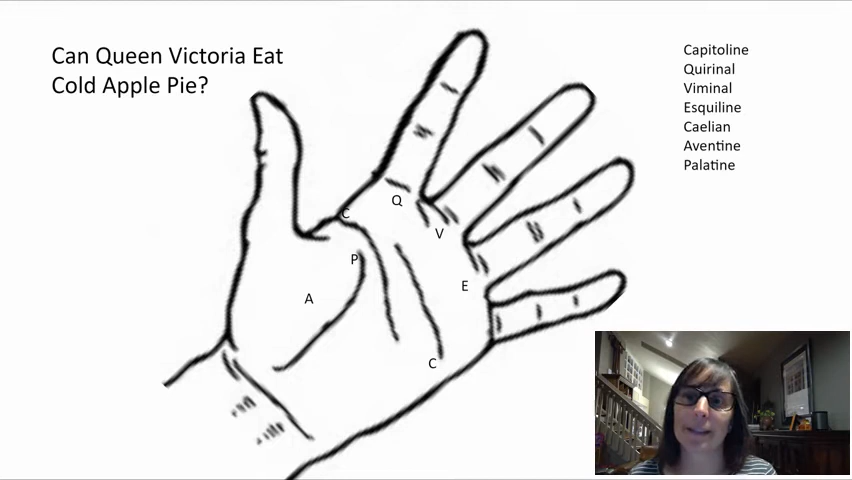 Can Queen Victoria Eat
Cold Apple Pie?
Capitoline
Quirinal
Viminal
Esquiline
Caelian
Aventine
Palatine
Q
C
V
P
E
A
C